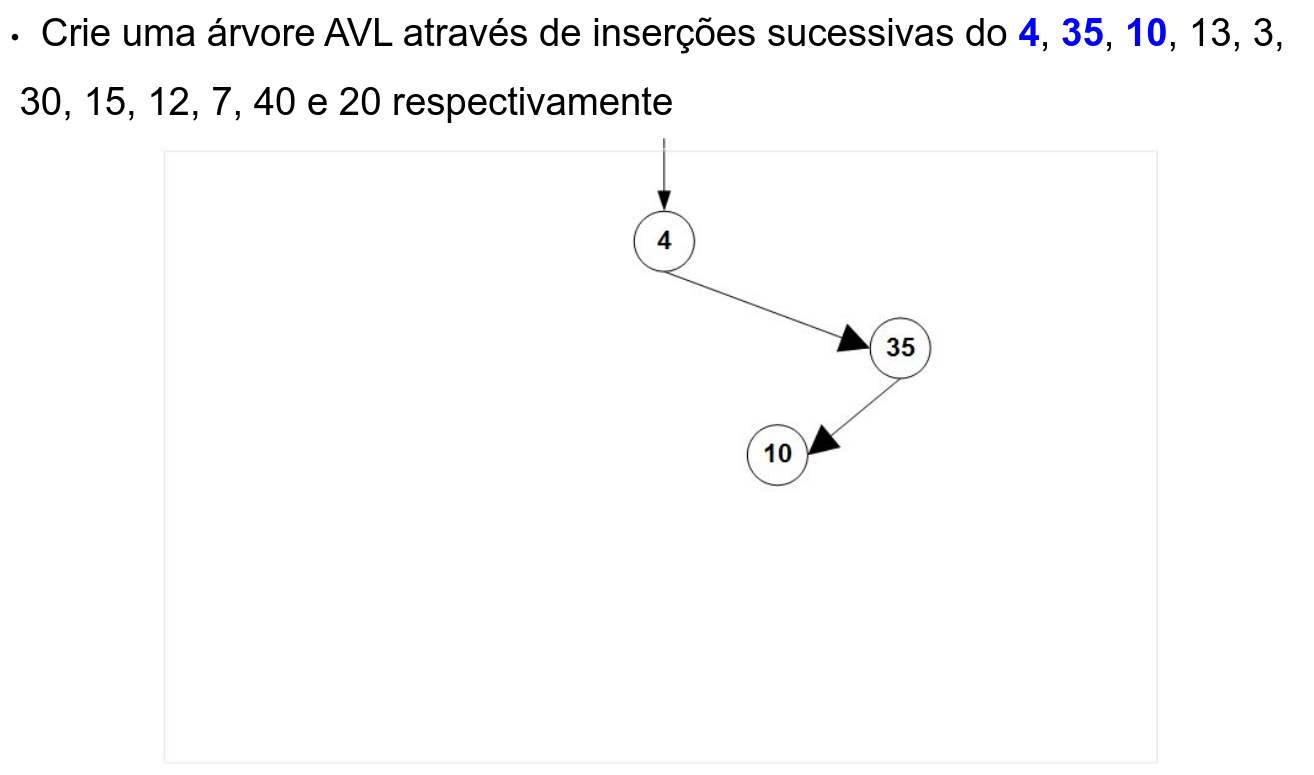 • Crie uma árvore AVL através de inserções sucessivas do 4, 35, 10, 13, 3,
30, 15, 12, 7, 40 e 20 respectivamente
4
35
10